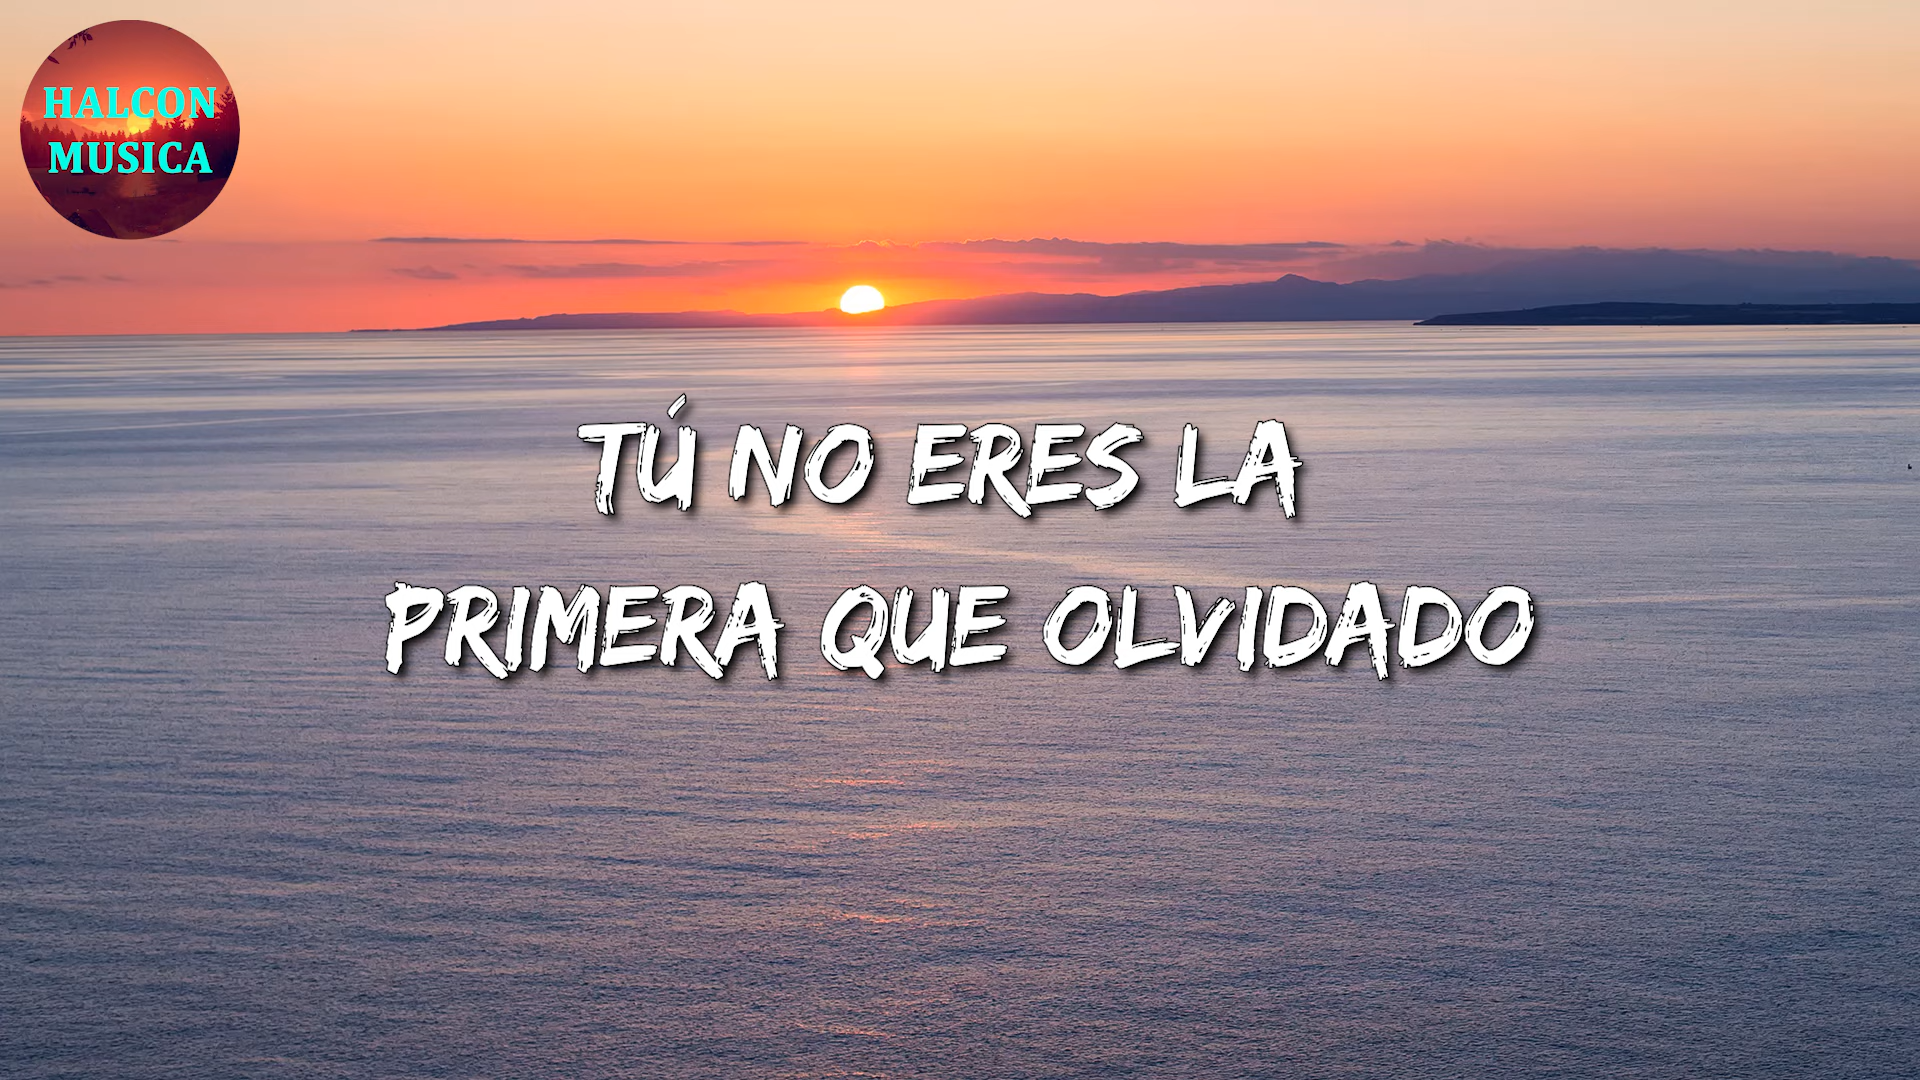 HALCON
MUSICA
TÚ NO ERES LA
PRIMERA QUE OLVIDADO